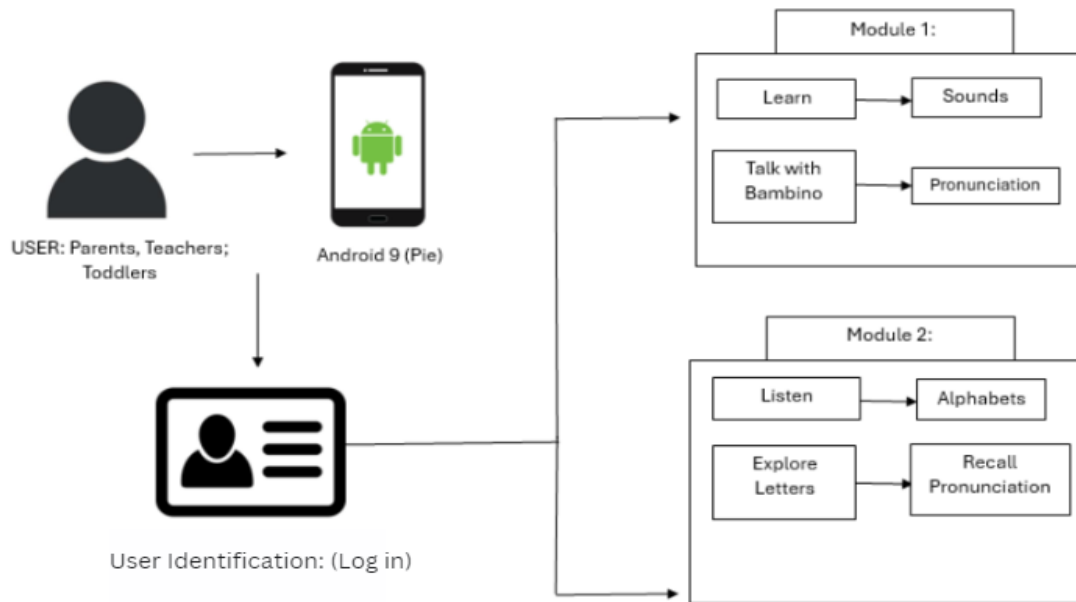 USER: Parents, Teachers;
Toddlers
Android 9 (Pie)
User Identification: (Log in)
Module 1:
Learn
Sounds
Talk with
Bambino
Pronunciation
Module 2:
Listen
Alphabets
Explore
Letters
Recall
Pronunciation